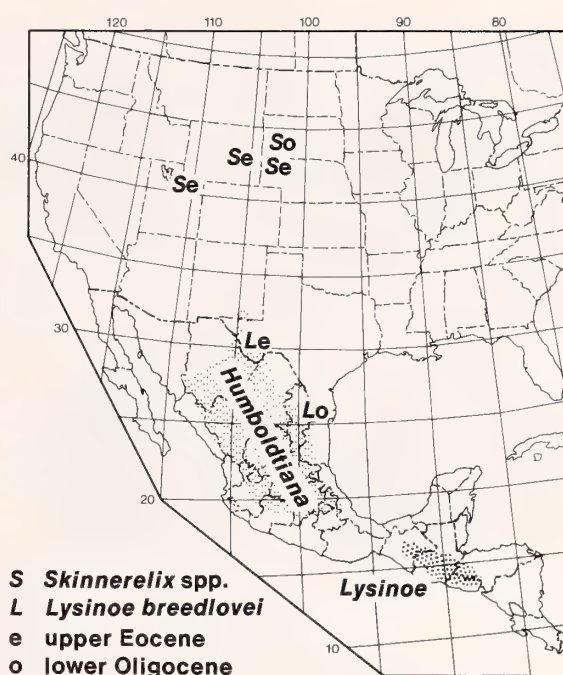 120 110 100 90 80
So
Se Se
40
Se
30
Le
Humboldtiana
Lo
20
Lysinoe
S Skinnerelix spp.
L Lysinoe breedlovei
e upper Eocene
o lower Oligocene
10